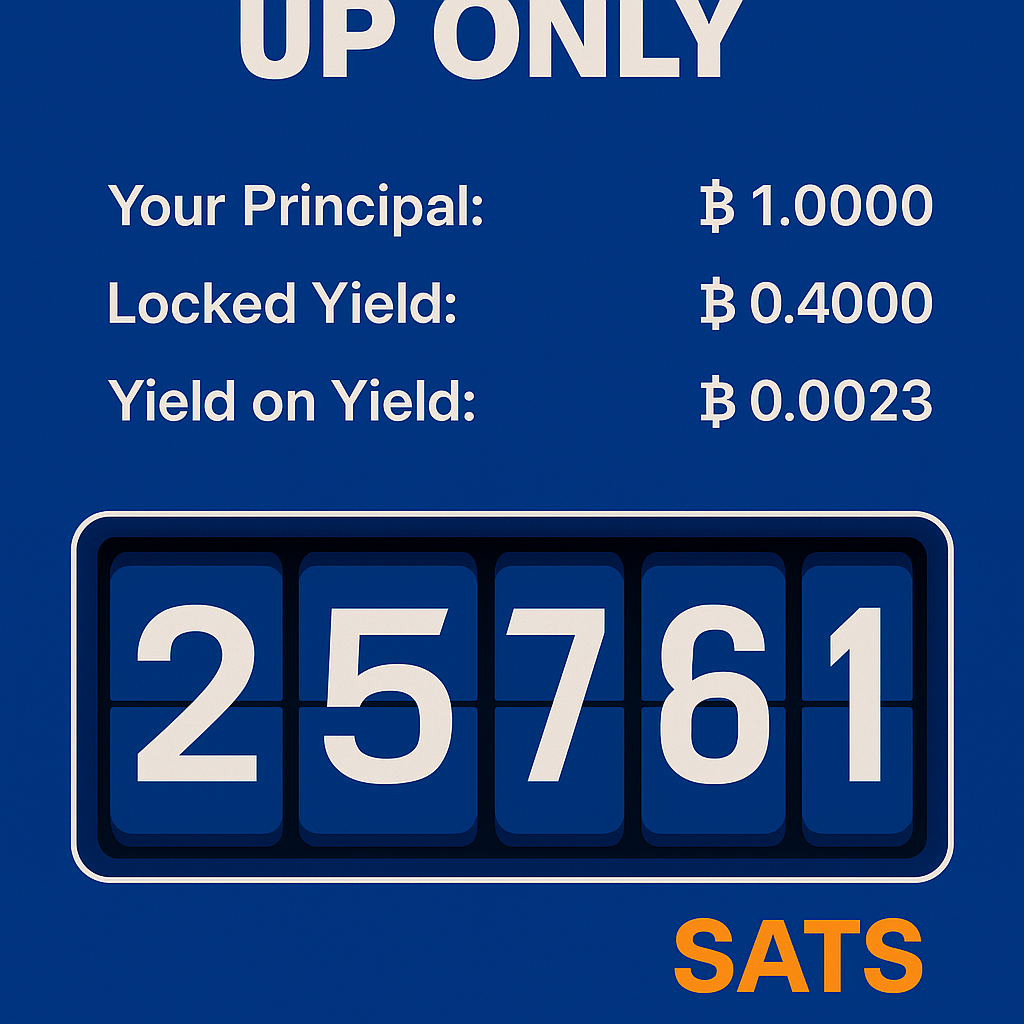 UP ONLY
Your Principal: ₿ 1.0000
Locked Yield: ₿ 0.4000
Yield on Yield: ₿ 0.0023
25761
SATS